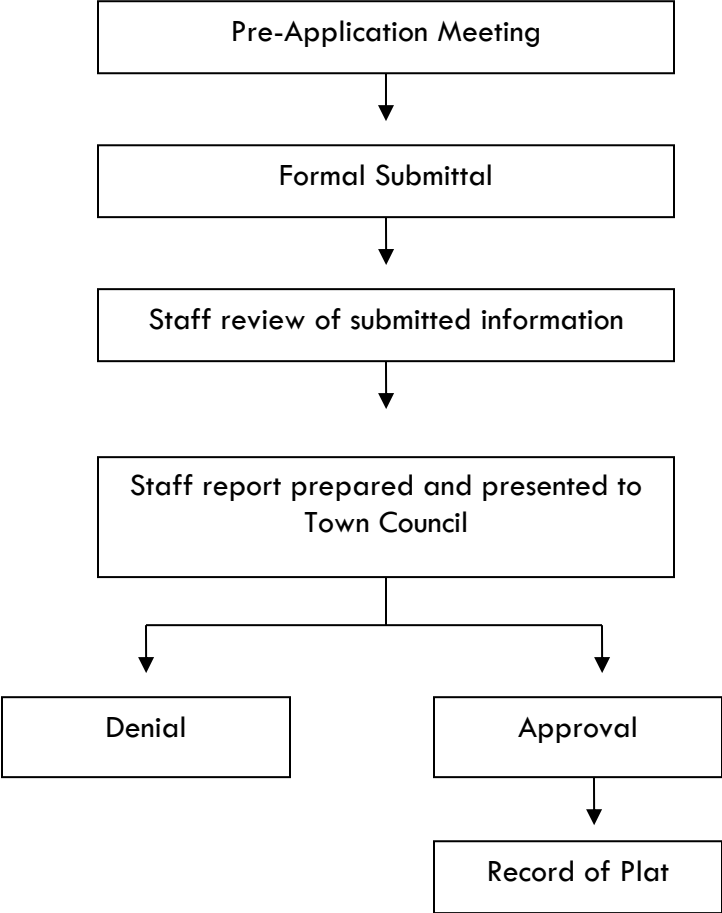 Pre-Application Meeting
Formal Submittal
Staff review of submitted information
Staff report prepared and presented to
Town Council
Denial
Approval
Record of Plat